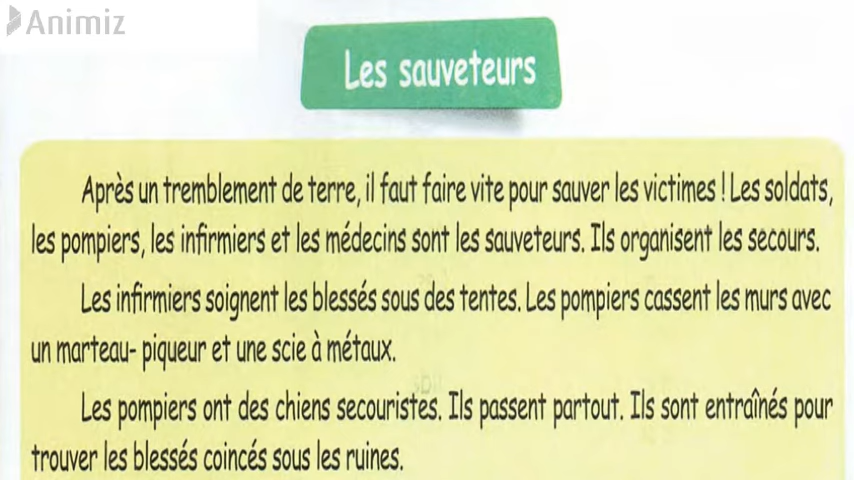 Animiz
Les sauveteurs
Après un tremblement de terre, il faut faire vite pour sauver les victimes ! Les soldats,
les pompiers, les infirmiers et les médecins sont les sauveteurs. Ils organisent les secours.
Les infirmiers soignent les blessés sous des tentes. Les pompiers cassent les murs avec
un marteau- piqueur et une scie à métaux.
Les pompiers ont des chiens secouristes. Ils passent partout. Ils sont entraînés pour
trouver les blessés coincés sous les ruines.